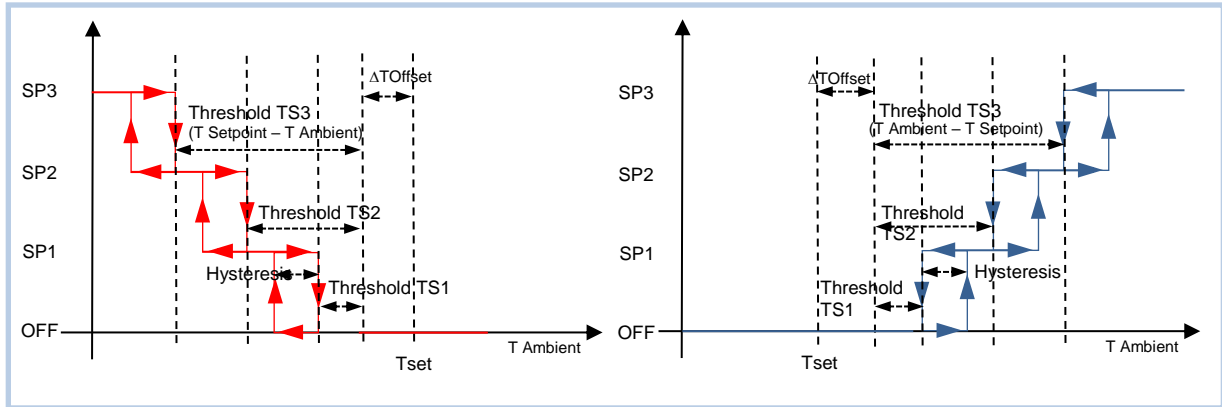 ΔTOffset
SP3
Threshold TS3
(T Setpoint – T Ambient)
SP2
Threshold TS2
SP1
Hysteresis
Threshold TS1
OFF
T Ambient
Tset
ΔTOffset
SP3
Threshold TS3
(T Ambient – T Setpoint)
SP2
Threshold
TS2
SP1
Hysteresis
Threshold
TS1
OFF
T Ambient
Tset